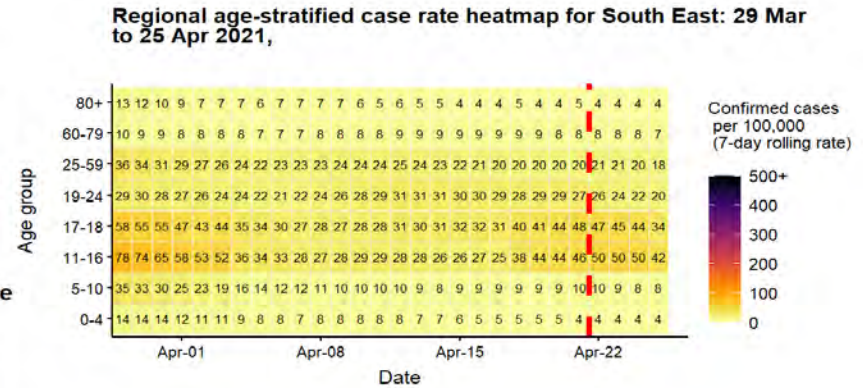 Regional age-stratified case rate heatmap for South East: 29 Mar
to 25 Apr 2021,
80+ 13 12 10 9 7 7 7 6 7 7 7 7 6 5 6 5 5 4 4 4 5 4 4 5 4 4 4 4
60-79 10 9 9 8 8 8 8 7 7 7 8 8 8 8 9 9 9 9 9 9 9 9 8 8 8 8 8 7
25-59 36 34 31 29 27 26 24 22 23 23 23 24 24 24 25 24 23 22 21 20 20 20 20 20 21 21 20 18
19-24 29 30 28 27 26 24 24 22 21 22 24 26 28 29 31 31 31 30 30 29 28 29 29 27 26 24 22 20
17-18 58 55 55 47 43 44 35 34 30 27 28 27 28 28 31 30 31 32 32 31 40 41 44 48 47 45 44 34
11-16 78 74 65 58 53 52 36 34 33 28 27 28 29 29 28 28 26 26 27 25 38 44 44 46 50 50 50 42
5-10 35 33 30 25 23 19 16 14 12 12 11 10 10 10 10 9 8 9 9 9 9 9 9 10 10 9 8 8
0-4 14 14 14 12 11 11 9 8 8 7 8 8 8 8 8 7 7 6 5 5 5 5 5 4 4 4 4 4
Age group
Apr-01 Apr-08 Apr-15 Apr-22
Date
Confirmed cases
per 100,000
(7-day rolling rate)
500+
400
300
200
100
0
e